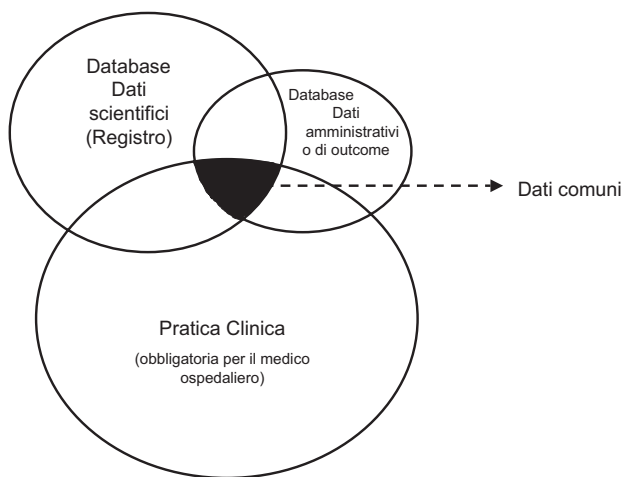 Database
Dati
scientifici
(Registro)
Database
Dati
amministrativi
o di outcome
Dati comuni
Pratica Clinica
(obbligatoria per il medico
ospedaliero)